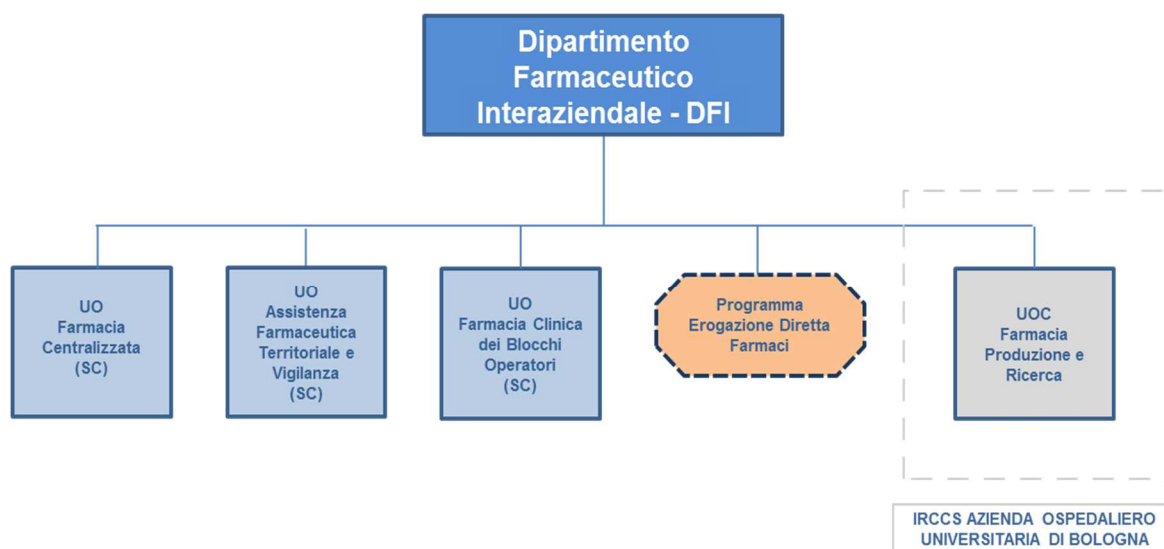 Dipartimento
Farmaceutico
Interaziendale - DFI
UO
Farmacia
Centralizzata
(SC)
UO
Assistenza
Farmaceutica
Territoriale e
Vigilanza
(SC)
UO
Farmacia Clinica
dei Blocchi
Operatori
(SC)
Programma
Erogazione Diretta
Farmaci
UOC
Farmacia
Produzione e
Ricerca
IRCCS AZIENDA OSPEDALIERO
UNIVERSITARIA DI BOLOGNA